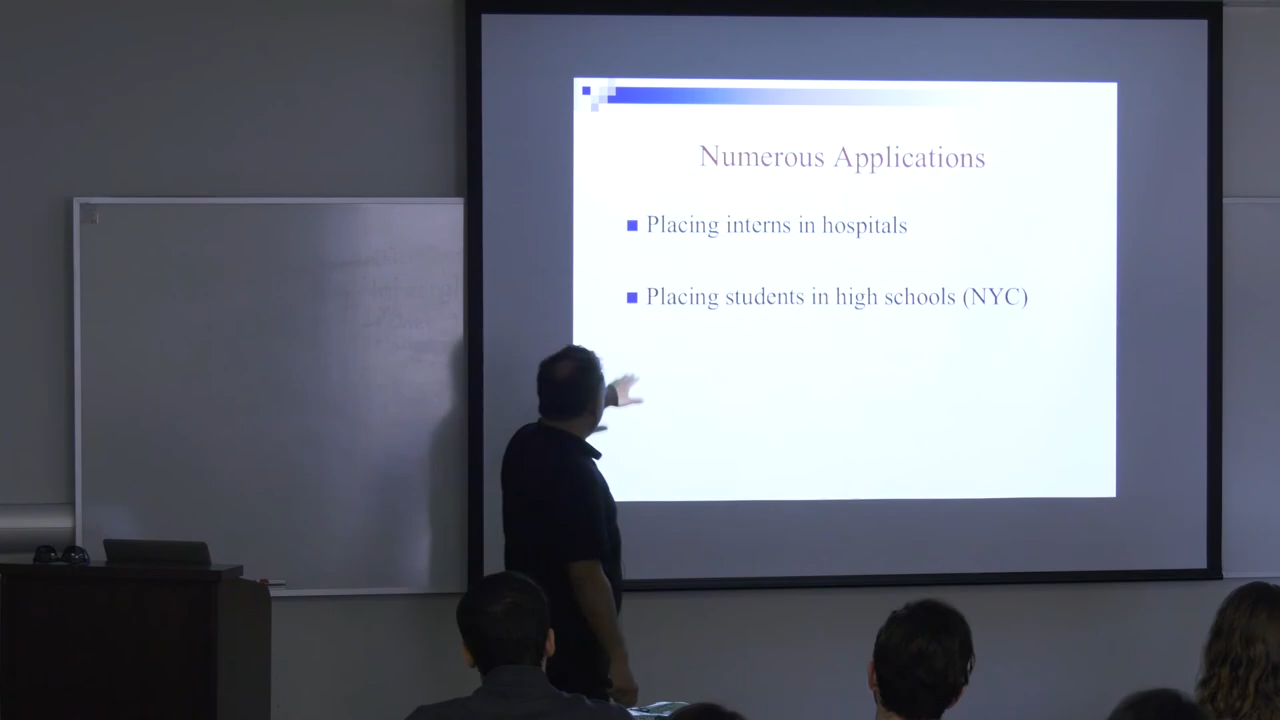 Numerous Applications
Placing interns in hospitals
Placing students in high schools (NYC)